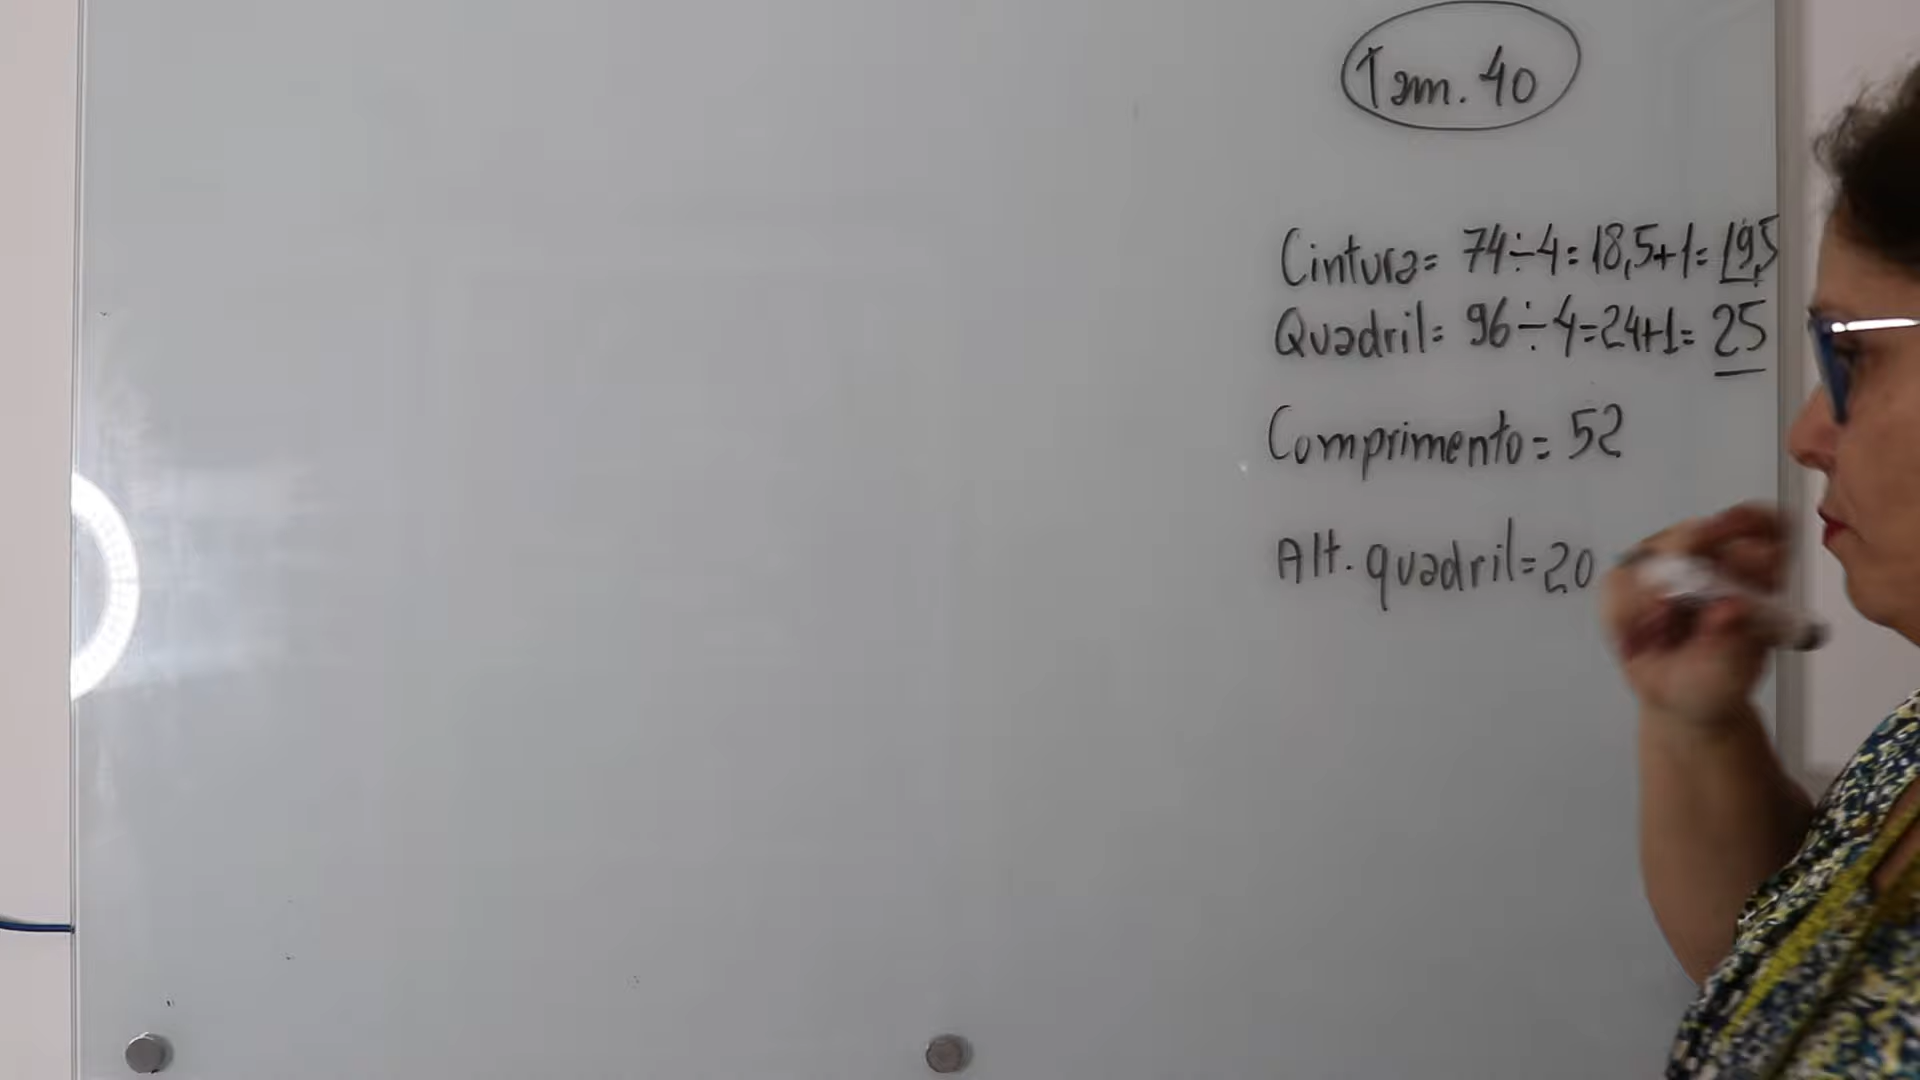 Tam. 40
Cintura= 74÷4=18,5+1=19,5
Quadril= 96÷4=24+1= 25
Comprimento= 52
Alt. quadril=20